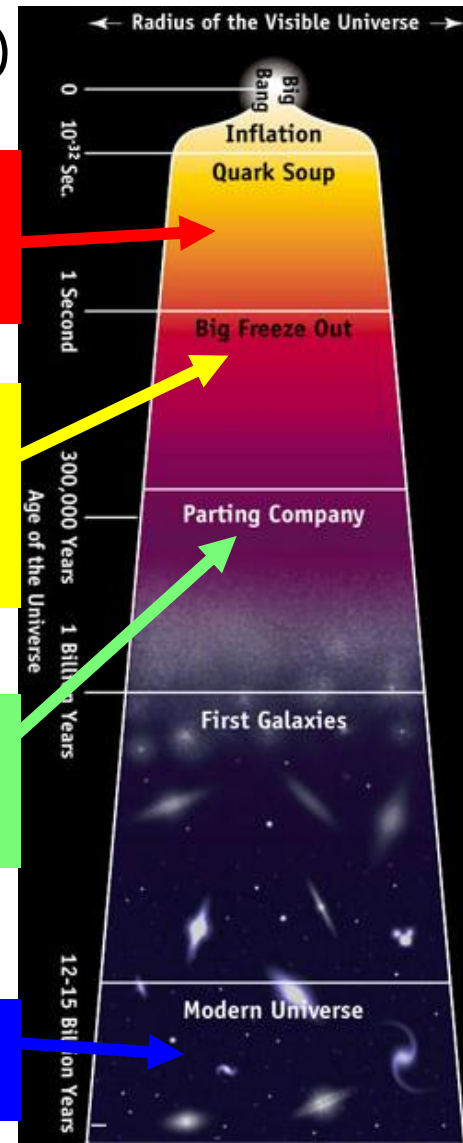 )
Radius of the Visible Universe
Big
Bang
0
Inflation
10-32 Sec.
Quark Soup
1 Second
Big Freeze Out
300,000 Years
Parting Company
Age of the Universe
1 Billion Years
First Galaxies
12-15 Billion Years
Modern Universe